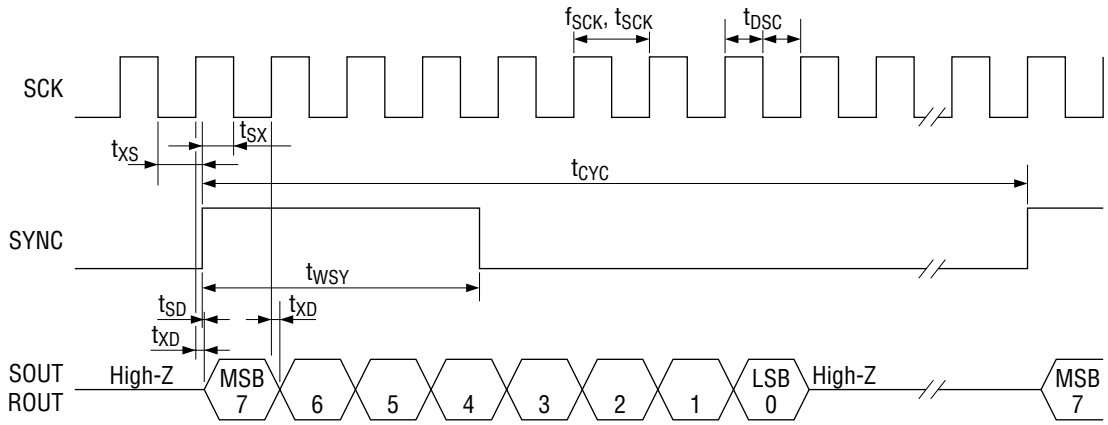 fSCK, tSCK
tDSC
SCK
tSX
tXS
tCYC
SYNC
tWSY
tSD
tXD
tXD
SOUT
ROUT
High-Z
MSB
7
6
5
4
3
2
1
LSB
0
High-Z
MSB
7